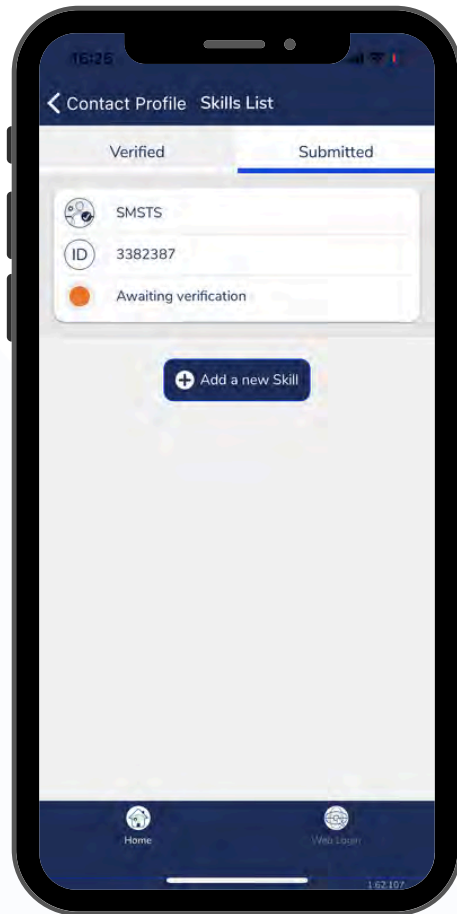 16:26
Contact Profile Skills List
Verified Submitted
SMSTS
ID 3382387
Awaiting verification
Add a new Skill
Home Web Login
1.62.107